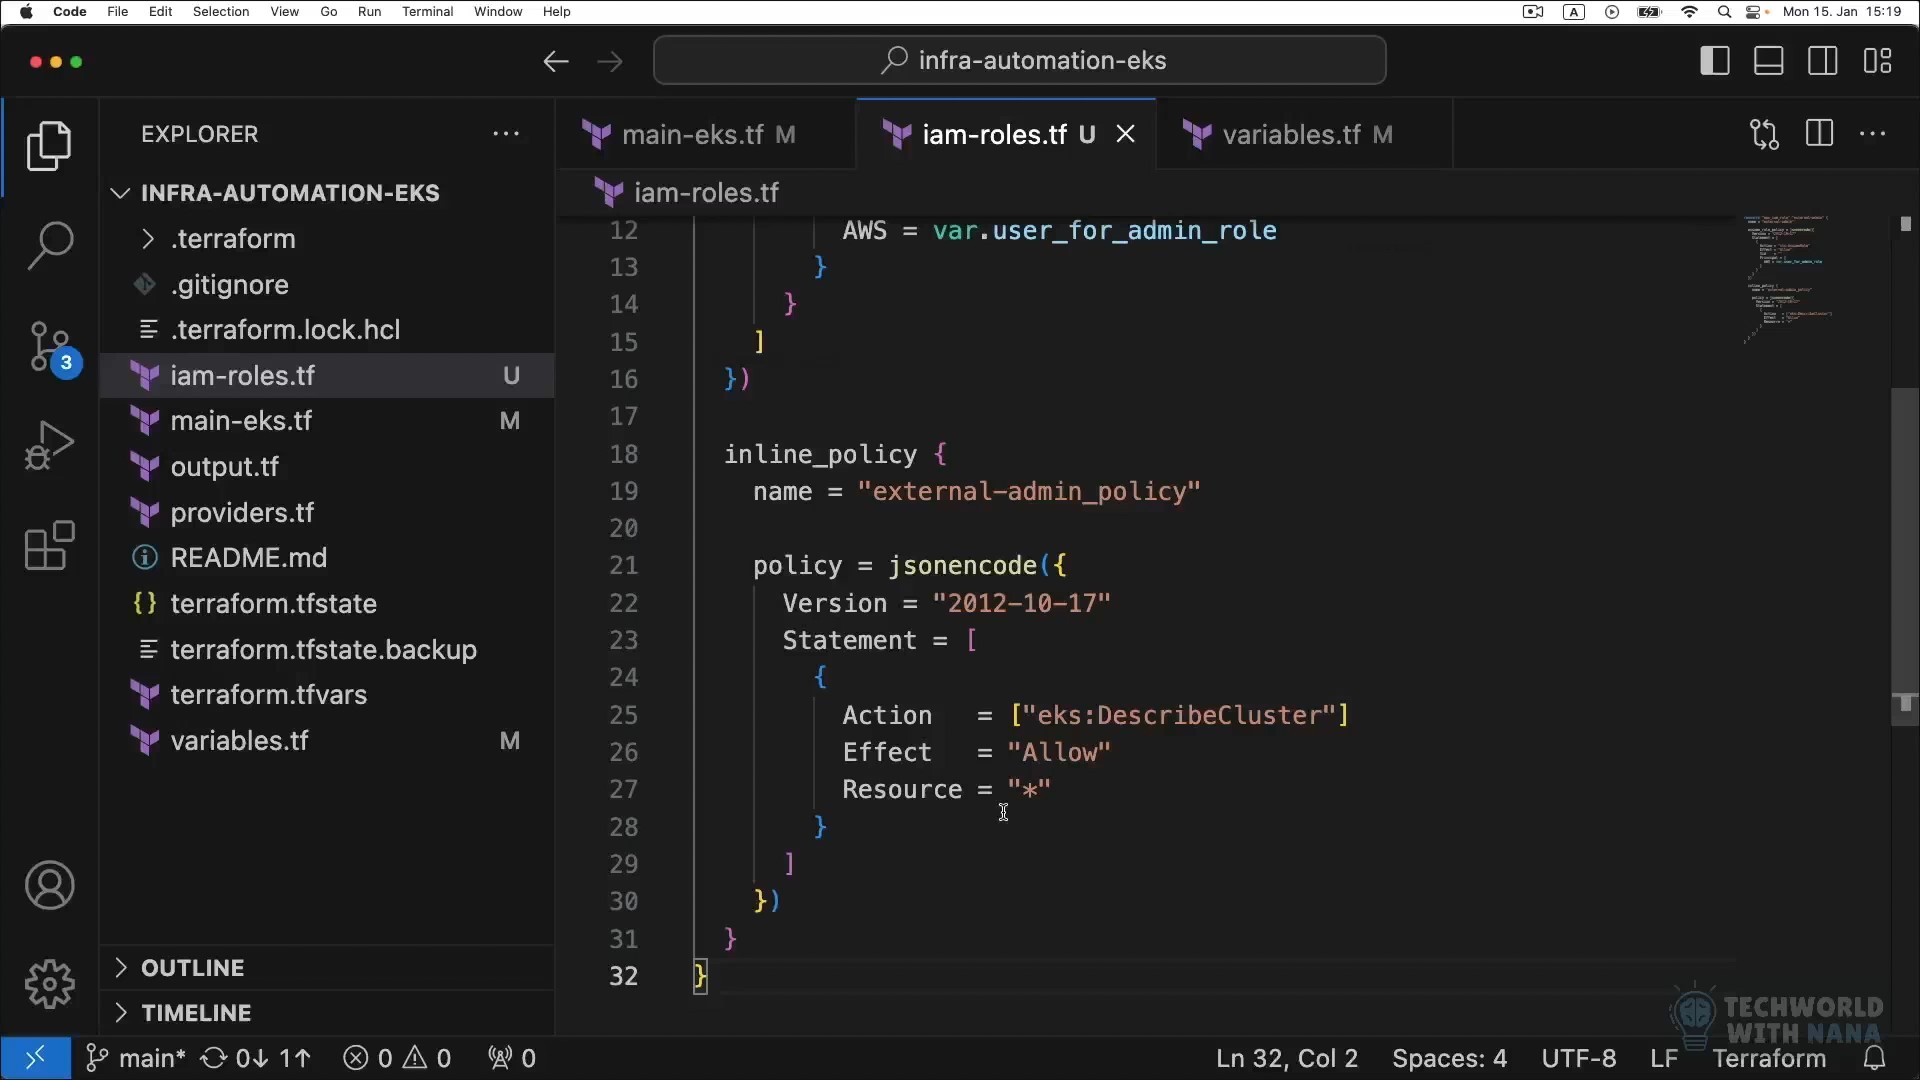 Code File Edit Selection View Go Run Terminal Window Help A Mon 15. Jan 15:19
infra-automation-eks
EXPLORER
INFRA-AUTOMATION-EKS
.terraform
.gitignore
.terraform.lock.hcl
iam-roles.tf U
main-eks.tf M
output.tf
providers.tf
README.md
terraform.tfstate
terraform.tfstate.backup
terraform.tfvars
variables.tf M
OUTLINE
TIMELINE
3
main-eks.tf M iam-roles.tf U variables.tf M
iam-roles.tf
12 AWS = var.user_for_admin_role
13 }
14 }
15 ]
16 })
17
18 inline_policy {
19 name = "external-admin_policy"
20
21 policy = jsonencode({
22 Version = "2012-10-17"
23 Statement = [
24 {
25 Action = ["eks:DescribeCluster"]
26 Effect = "Allow"
27 Resource = "*"
28 }
29 ]
30 })
31 }
32 }
TECHWORLD
WITH NANA
main* 0↓ 1↑ 0 0 0 Ln 32, Col 2 Spaces: 4 UTF-8 LF Terraform